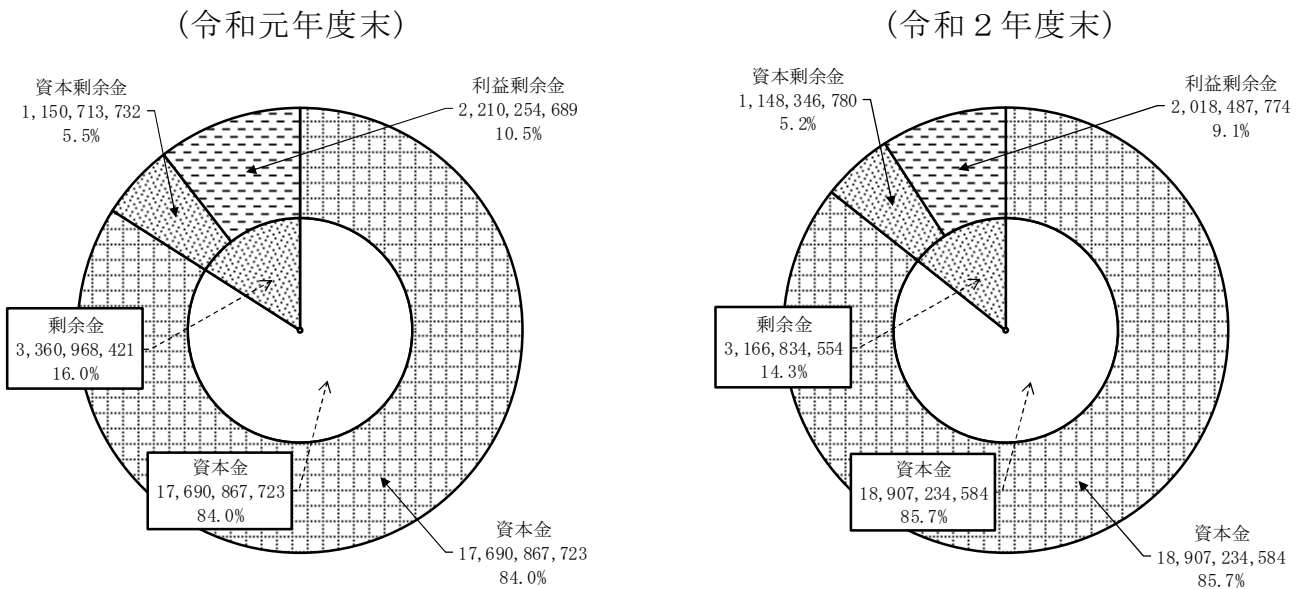 (令和元年度末)
資本剰余金
1,150,713,732
5.5%
利益剰余金
2,210,254,689
10.5%
剰余金
3,360,968,421
16.0%
資本金
17,690,867,723
84.0%
資本金
17,690,867,723
84.0%
(令和２年度末)
資本剰余金
1,148,346,780
5.2%
利益剰余金
2,018,487,774
9.1%
剰余金
3,166,834,554
14.3%
資本金
18,907,234,584
85.7%
資本金
18,907,234,584
85.7%